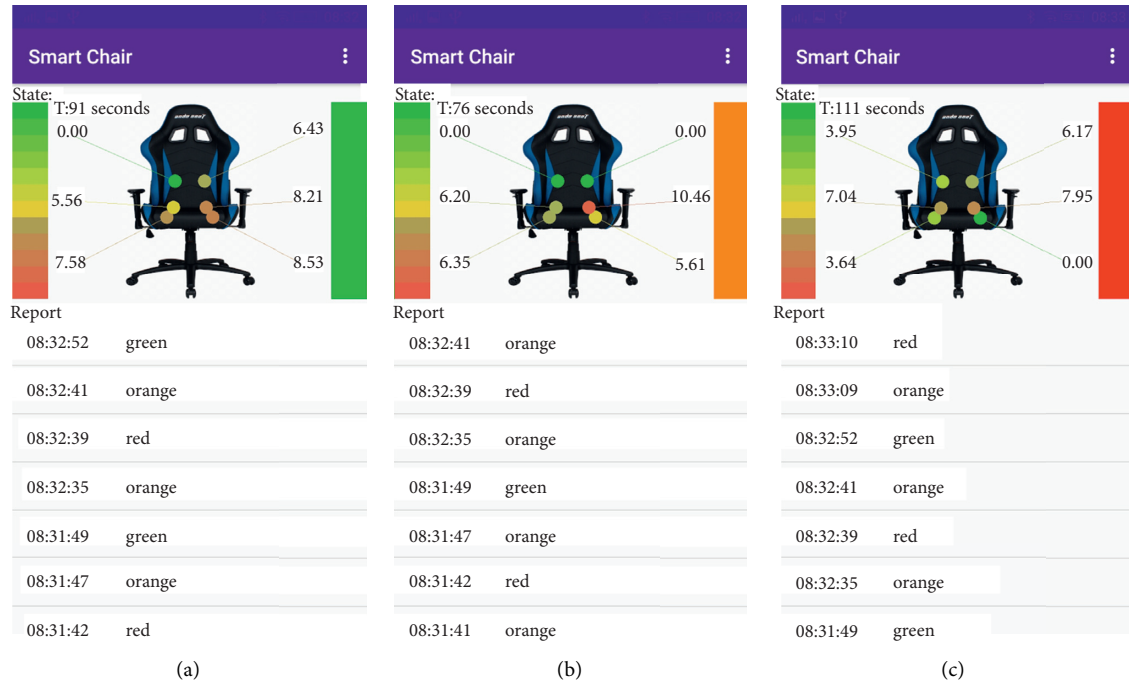 Smart Chair
State:
T:91 seconds
0.00
6.43
5.56
8.21
7.58
8.53
Report
08:32:52 green
08:32:41 orange
08:32:39 red
08:32:35 orange
08:31:49 green
08:31:47 orange
08:31:42 red
(a)
Smart Chair
State:
T:76 seconds
0.00
0.00
6.20
10.46
6.35
5.61
Report
08:32:41 orange
08:32:39 red
08:32:35 orange
08:31:49 green
08:31:47 orange
08:31:42 red
08:31:41 orange
(b)
Smart Chair
State:
T:111 seconds
3.95
6.17
7.04
7.95
3.64
0.00
Report
08:33:10 red
08:33:09 orange
08:32:52 green
08:32:41 orange
08:32:39 red
08:32:35 orange
08:31:49 green
(c)